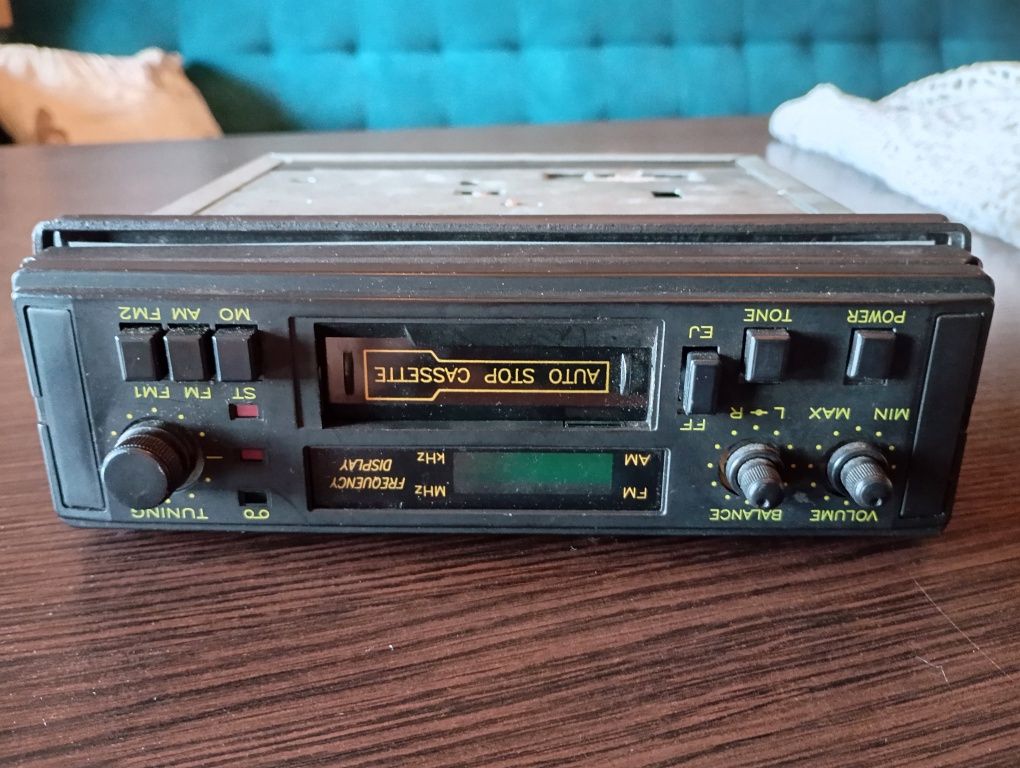 VOLUME
BALANCE
FM MHz
AM kHz
FREQUENCY
DISPLAY
TUNING
MIN MAX
L R
FF
AUTO STOP CASSETTE
ST FM FM1
POWER
TONE
EJ
MO AM FM2